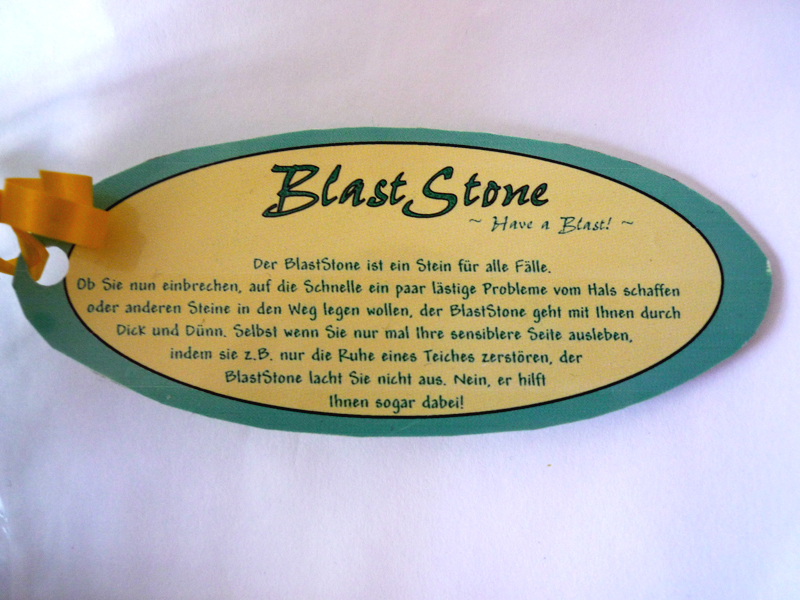 BlastStone
~ Have a Blast! ~
Der BlastStone ist ein Stein für alle Fälle.
Ob Sie nun einbrechen, auf die Schnelle ein paar lästige Probleme vom Hals schaffen
oder anderen Steine in den Weg legen wollen, der BlastStone geht mit Ihnen durch
Dick und Dünn. Selbst wenn Sie nur mal Ihre sensiblere Seite ausleben,
indem sie z.B. nur die Ruhe eines Teiches zerstören, der
BlastStone lacht Sie nicht aus. Nein, er hilft
Ihnen sogar dabei!